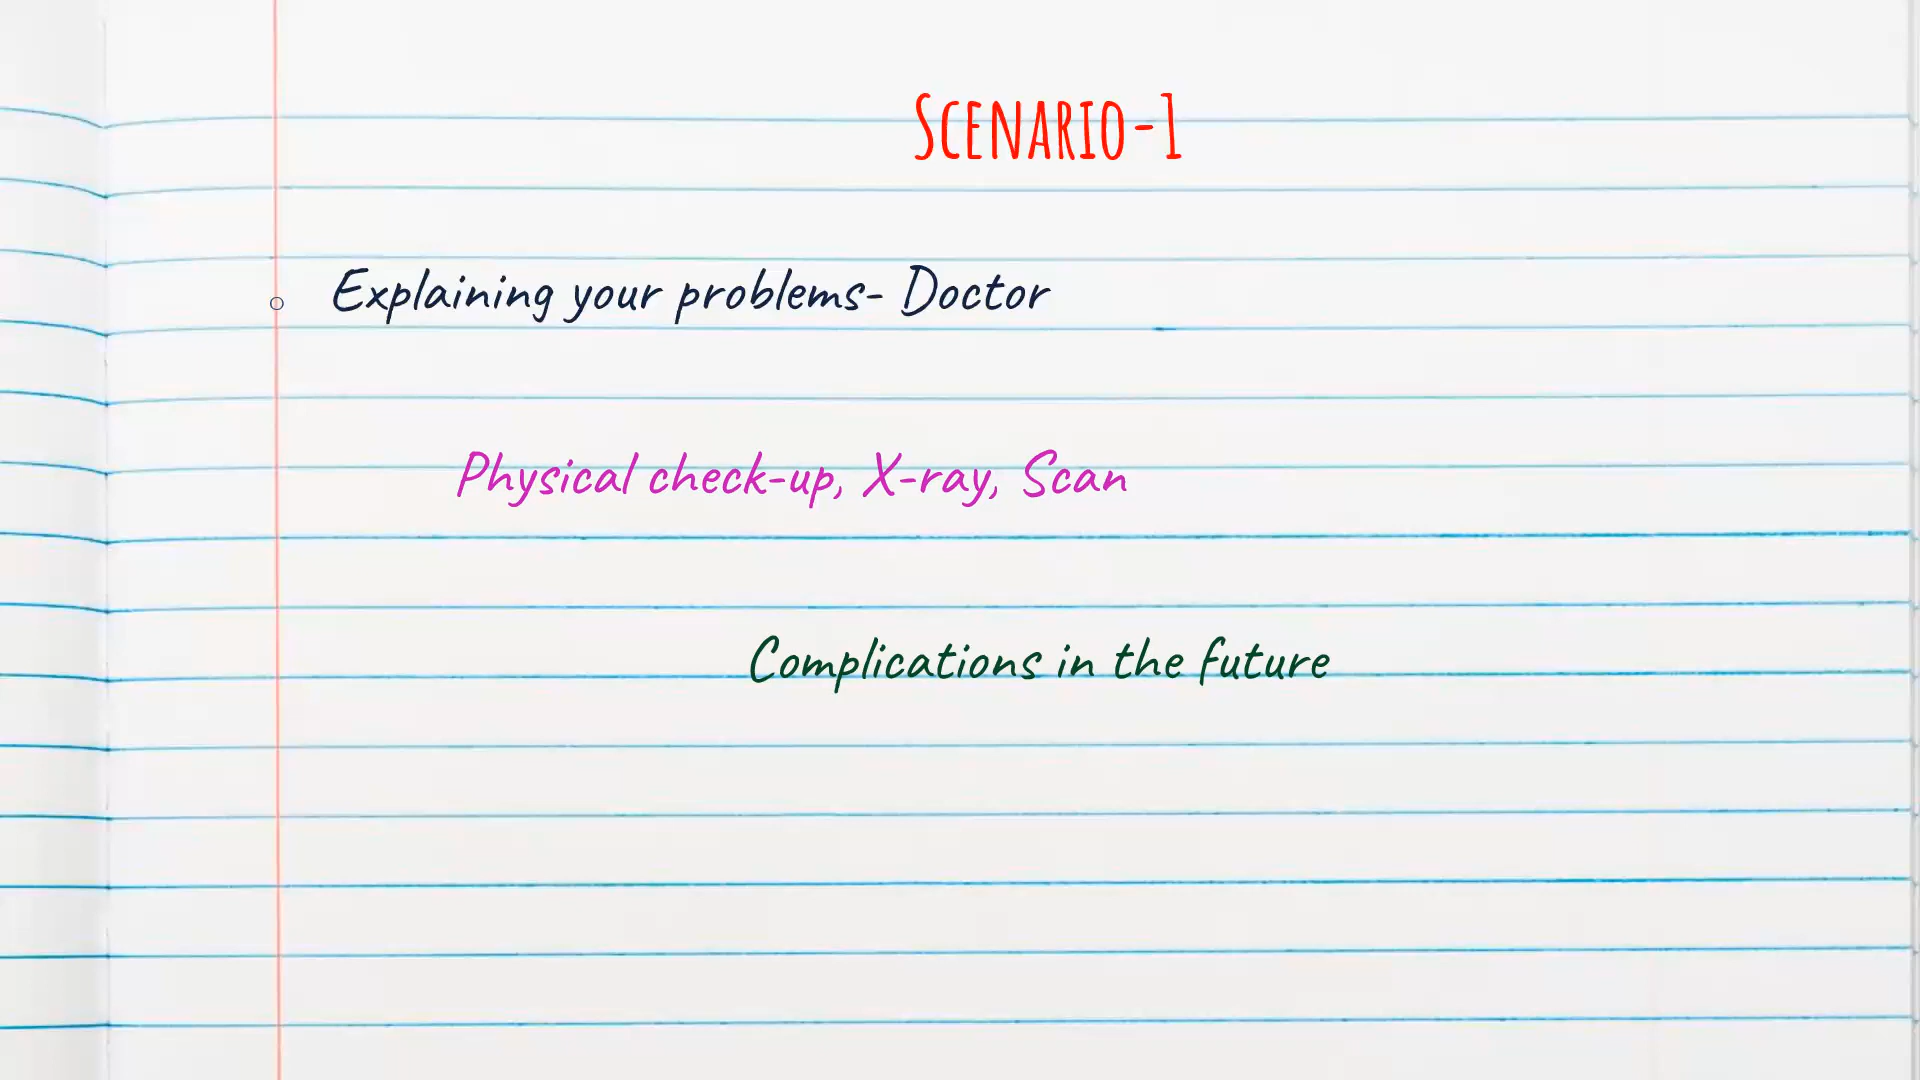 Scenario-1
Explaining your problems- Doctor
Physical check-up, X-ray, Scan
Complications in the future